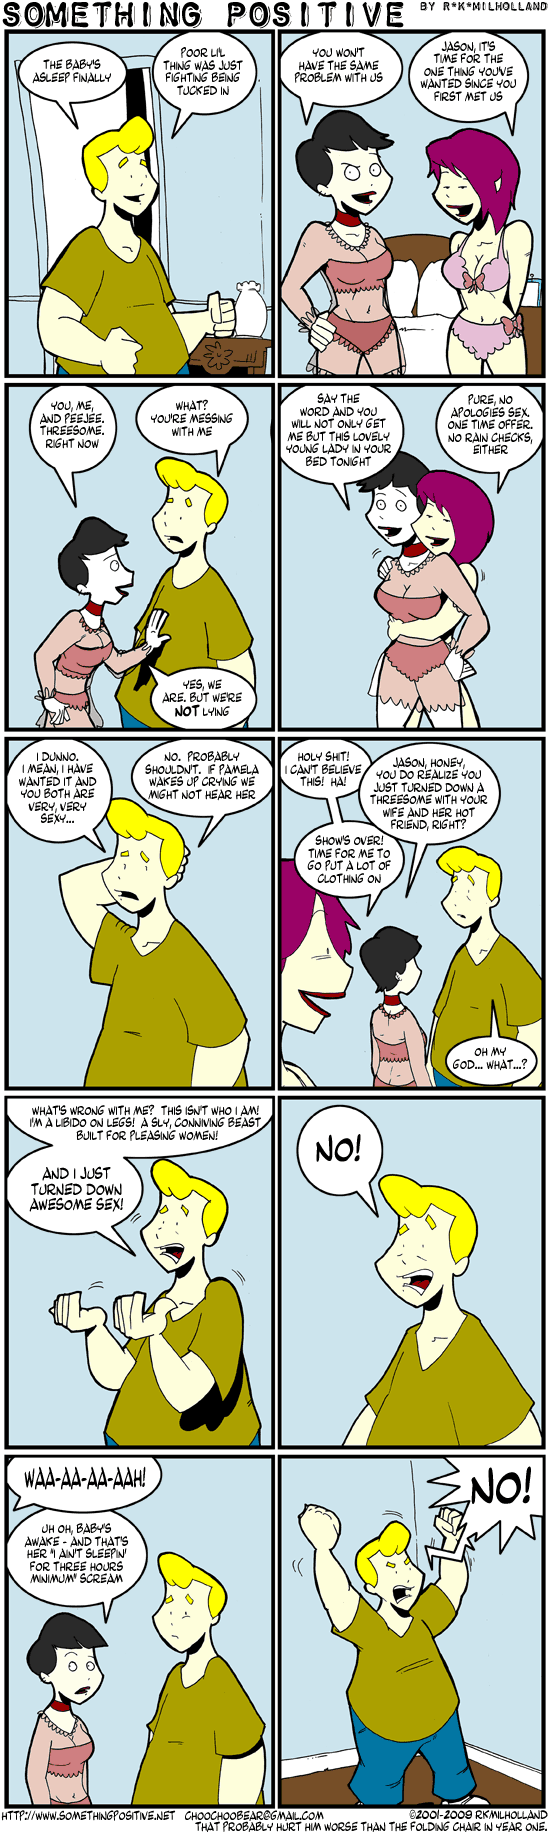 SOMETHING POSITIVE BY R*K*MILHOLLAND
THE BABY'S
ASLEEP FINALLY
POOR LI'L
THING WAS JUST
FIGHTING BEING
TUCKED IN
YOU WON'T
HAVE THE SAME
PROBLEM WITH US
JASON, IT'S
TIME FOR THE
ONE THING YOU'VE
WANTED SINCE YOU
FIRST MET US
YOU, ME,
AND PEEJEE.
THREESOME.
RIGHT NOW
WHAT?
YOU'RE MESSING
WITH ME
YES, WE
ARE. BUT WE'RE
NOT LYING
SAY THE
WORD AND YOU
WILL NOT ONLY GET
ME BUT THIS LOVELY
YOUNG LADY IN YOUR
BED TONIGHT
PURE, NO
APOLOGIES SEX.
ONE TIME OFFER.
NO RAIN CHECKS,
EITHER
I DUNNO.
I MEAN, I HAVE
WANTED IT AND
YOU BOTH ARE
VERY, VERY
SEXY...
NO. PROBABLY
SHOULDN'T. IF PAMELA
WAKES UP CRYING WE
MIGHT NOT HEAR HER
HOLY SHIT!
I CAN'T BELIEVE
THIS! HA!
SHOW'S OVER!
TIME FOR ME TO
GO PUT A LOT OF
CLOTHING ON
JASON, HONEY,
YOU DO REALIZE YOU
JUST TURNED DOWN A
THREESOME WITH YOUR
WIFE AND HER HOT
FRIEND, RIGHT?
OH MY
GOD... WHAT...?
WHAT'S WRONG WITH ME? THIS ISN'T WHO I AM!
I'M A LIBIDO ON LEGS! A SLY, CONNIVING BEAST
BUILT FOR PLEASING WOMEN!
AND I JUST
TURNED DOWN
AWESOME SEX!
NO!
WAA-AA-AA-AAH!
UH OH, BABY'S
AWAKE - AND THAT'S
HER "I AIN'T SLEEPIN'
FOR THREE HOURS
MINIMUM" SCREAM
NO!
HTTP://WWW.SOMETHINGPOSITIVE.NET CHOOCHOOBEAR@GMAIL.COM ©2001-2009 RKMILHOLLAND
THAT PROBABLY HURT HIM WORSE THAN THE FOLDING CHAIR IN YEAR ONE.